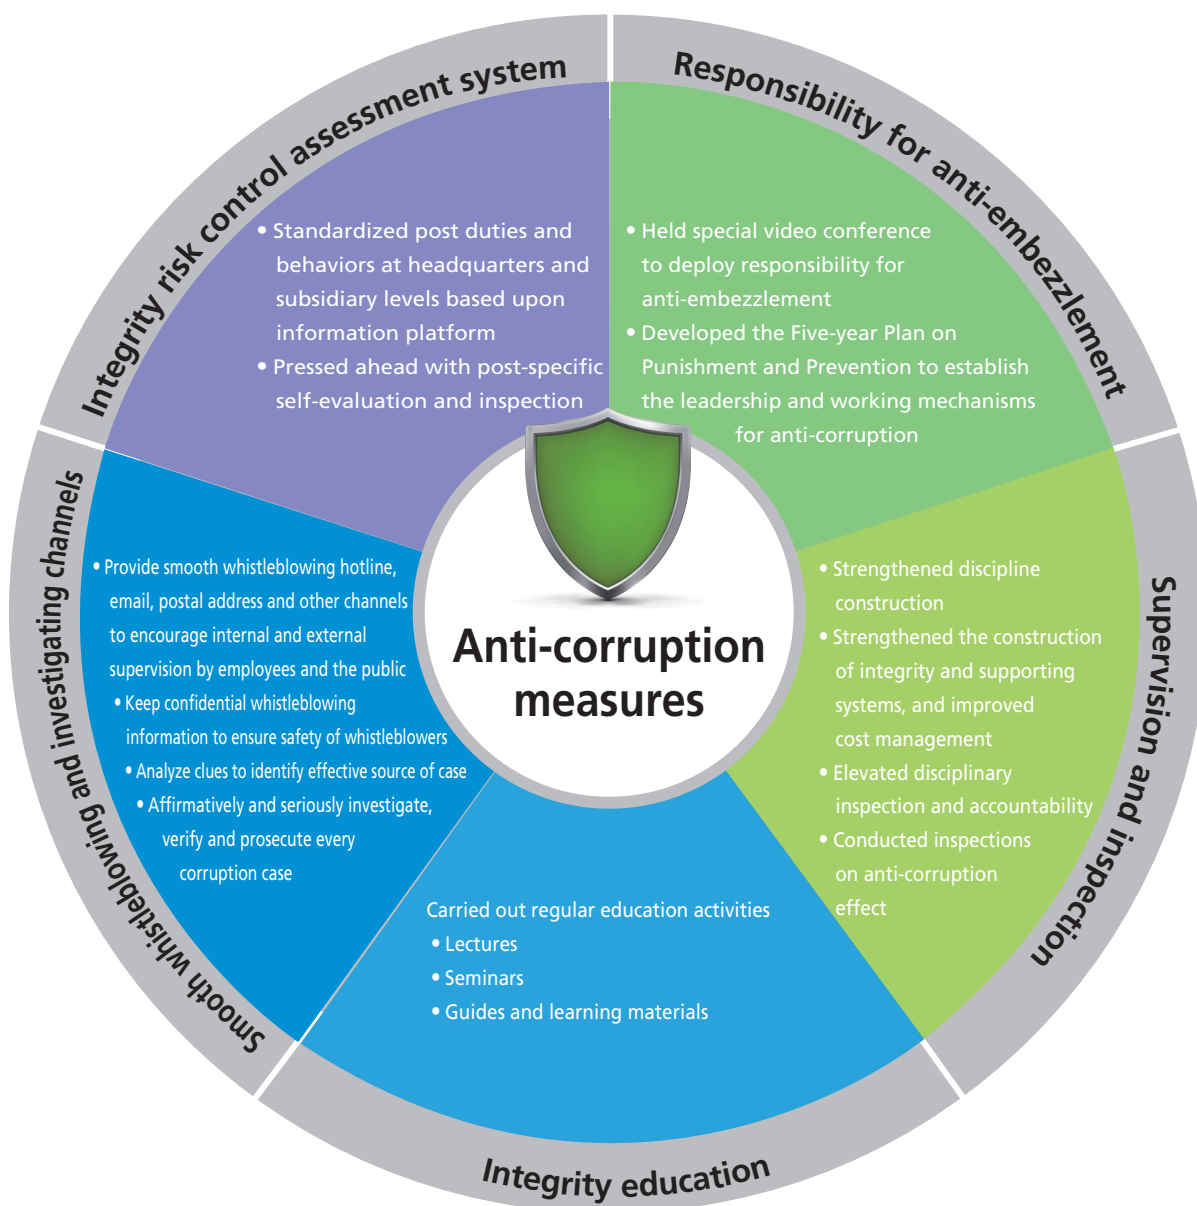 Anti-corruption
measures
Responsibility for anti-embezzlement
• Held special video conference
to deploy responsibility for
anti-embezzlement
• Developed the Five-year Plan on
Punishment and Prevention to establish
the leadership and working mechanisms
for anti-corruption
Supervision and inspection
• Strengthened discipline
construction
• Strengthened the construction
of integrity and supporting
systems, and improved
cost management
• Elevated disciplinary
inspection and accountability
• Conducted inspections
on anti-corruption
effect
Integrity education
Carried out regular education activities
• Lectures
• Seminars
• Guides and learning materials
Smooth whistleblowing and investigating channels
• Provide smooth whistleblowing hotline,
email, postal address and other channels
to encourage internal and external
supervision by employees and the public
• Keep confidential whistleblowing
information to ensure safety of whistleblowers
• Analyze clues to identify effective source of case
• Affirmatively and seriously investigate,
verify and prosecute every
corruption case
Integrity risk control assessment system
• Standardized post duties and
behaviors at headquarters and
subsidiary levels based upon
information platform
• Pressed ahead with post-specific
self-evaluation and inspection